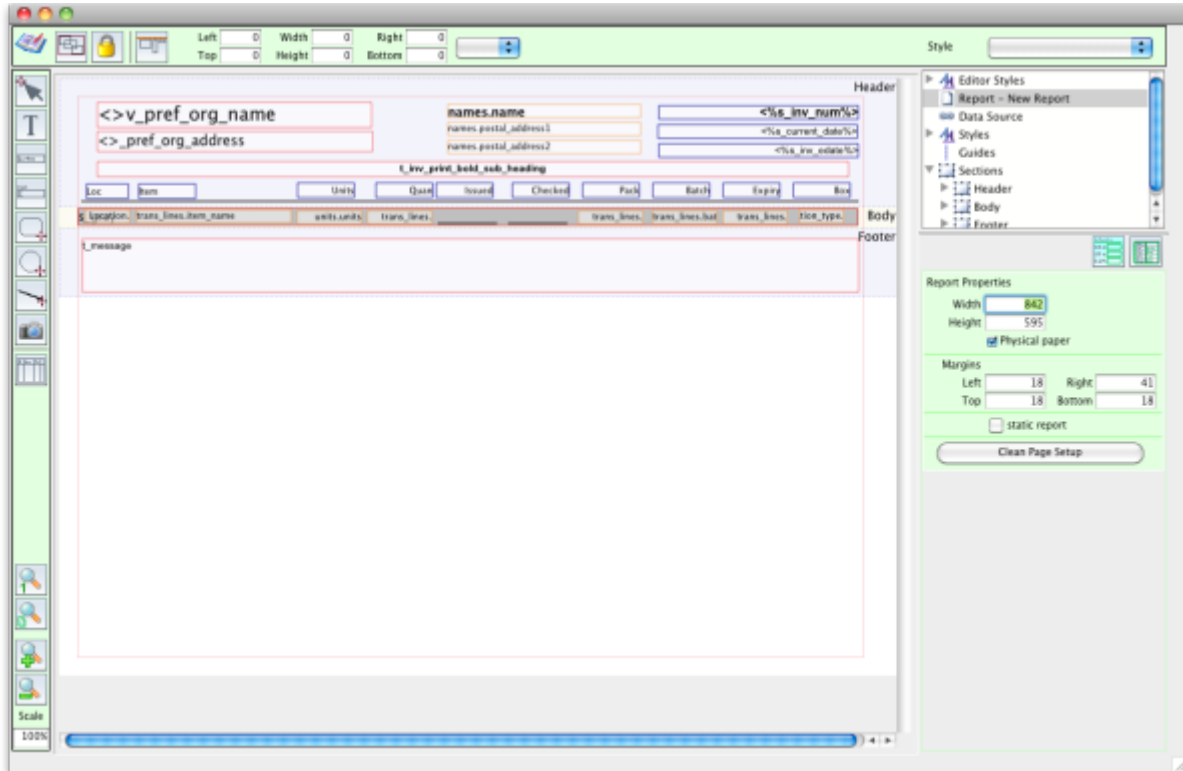 Left 0 Width 0 Right 0
Top 0 Height 0 Bottom 0
Style
Header
<>v_pref_org_name
<>_pref_org_address
names.name
names.postal_address1
names.postal_address2
<%s_inv_num%>
<%s_current_date%>
<%s_inv_odate%>
t_inv_print_bold_sub_heading
Loc Item Units Quan Issued Checked Pack Batch Expiry Box
Location. trans_lines.item_name units.units trans_lines. trans_lines. trans_lines.bat trans_lines. tion_type. Body
Footer
t_message
Editor Styles
Report - New Report
Data Source
Styles
Guides
Sections
Header
Body
Footer
Report Properties
Width 842
Height 595
Physical paper
Margins
Left 18 Right 41
Top 18 Bottom 18
static report
Clean Page Setup
Scale
100%